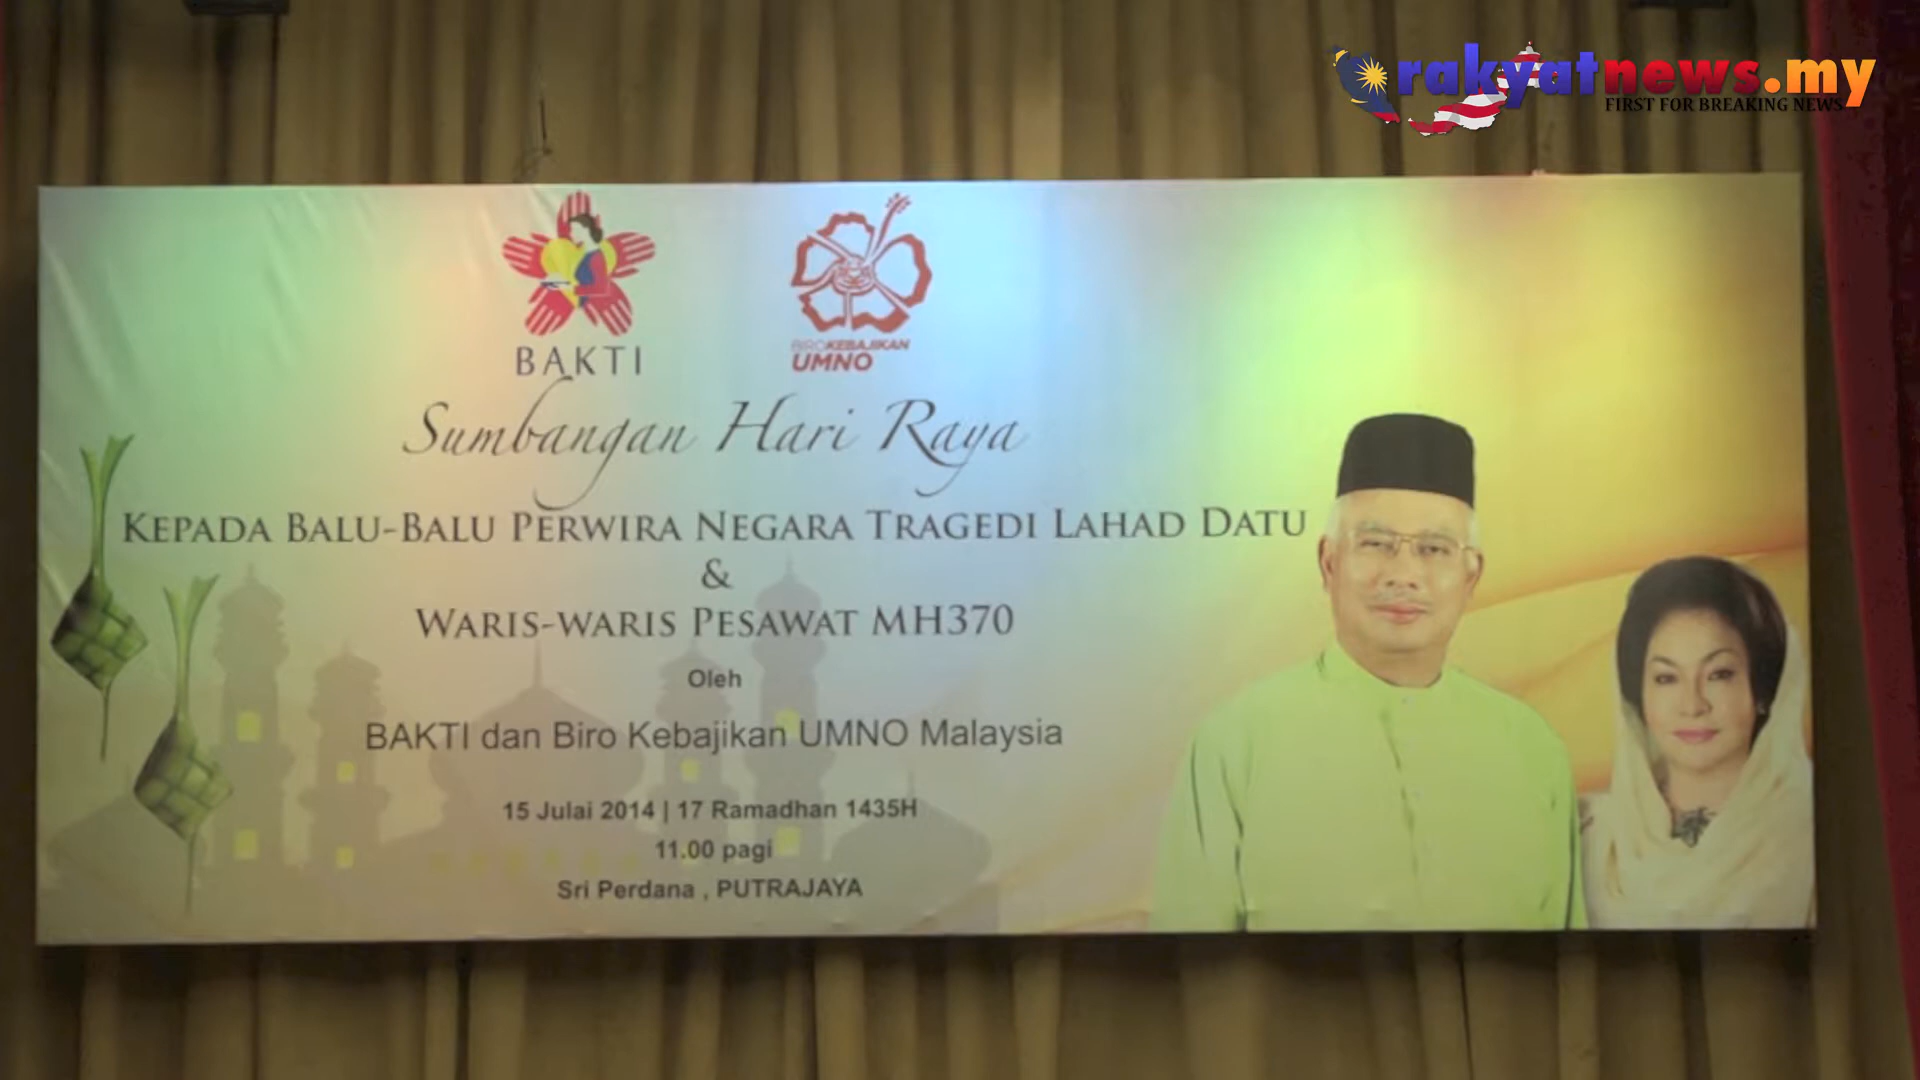 rakyatnews.my
FIRST FOR BREAKING NEWS
BAKTI
BIRO KEBAJIKAN
UMNO
Sumbangan Hari Raya
KEPADA BALU-BALU PERWIRA NEGARA TRAGEDI LAHAD DATU
&
WARIS-WARIS PESAWAT MH370
Oleh
BAKTI dan Biro Kebajikan UMNO Malaysia
15 Julai 2014 | 17 Ramadhan 1435H
11.00 pagi
Sri Perdana , PUTRAJAYA